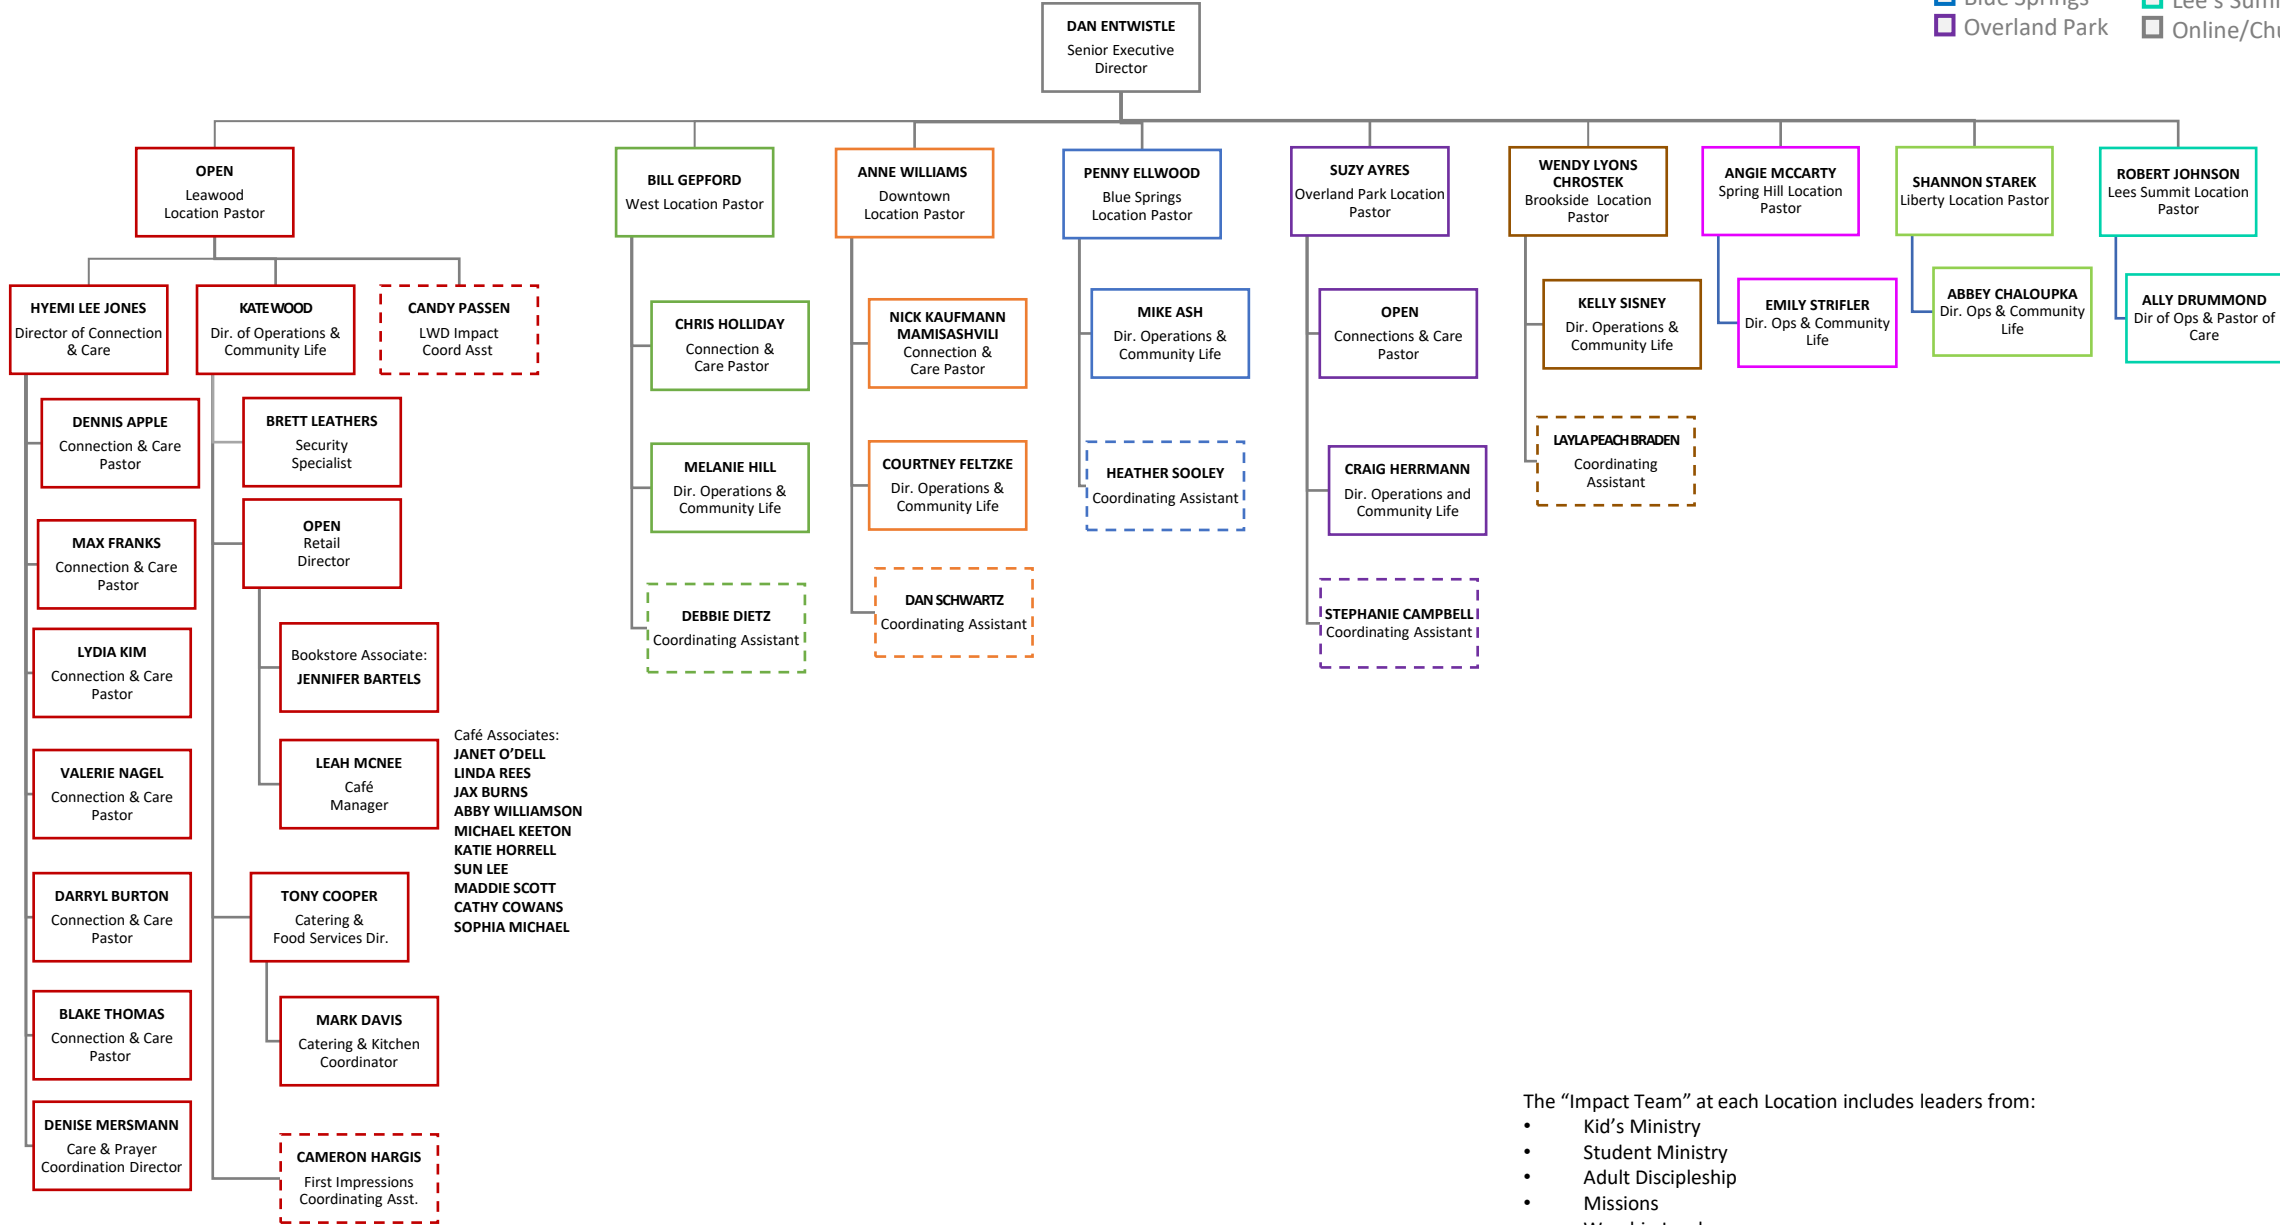 Blue Springs
Overland Park
DAN ENTWISTLE
Senior Executive
Director
OPEN
Leawood
Location Pastor
BILL GEPFORD
West Location Pastor
ANNE WILLIAMS
Downtown
Location Pastor
PENNY ELLWOOD
Blue Springs
Location Pastor
SUZY AYRES
Overland Park Location
Pastor
WENDY LYONS
CHROSTEK
Brookside Location
Pastor
ANGIE MCCARTY
Spring Hill Location
Pastor
SHANNON STAREK
Liberty Location Pastor
ROBERT JOHNSON
Lees Summit Location
Pastor
HYEMI LEE JONES
Director of Connection
& Care
KATE WOOD
Dir. of Operations &
Community Life
CANDY PASSEN
LWD Impact
Coord Asst
DENNIS APPLE
Connection & Care
Pastor
MAX FRANKS
Connection & Care
Pastor
LYDIA KIM
Connection & Care
Pastor
VALERIE NAGEL
Connection & Care
Pastor
DARRYL BURTON
Connection & Care
Pastor
BLAKE THOMAS
Connection & Care
Pastor
DENISE MERSMANN
Care & Prayer
Coordination Director
BRETT LEATHERS
Security
Specialist
OPEN
Retail
Director
Bookstore Associate:
JENNIFER BARTELS
LEAH MCNEE
Café
Manager
Café Associates:
JANET O’DELL
LINDA REES
JAX BURNS
ABBY WILLIAMSON
MICHAEL KEETON
KATIE HORRELL
SUN LEE
MADDIE SCOTT
CATHY COWANS
SOPHIA MICHAEL
TONY COOPER
Catering &
Food Services Dir.
MARK DAVIS
Catering & Kitchen
Coordinator
CAMERON HARGIS
First Impressions
Coordinating Asst.
CHRIS HOLLIDAY
Connection &
Care Pastor
MELANIE HILL
Dir. Operations &
Community Life
DEBBIE DIETZ
Coordinating Assistant
NICK KAUFMANN
MAMISASHVILI
Connection &
Care Pastor
COURTNEY FELTZKE
Dir. Operations &
Community Life
DAN SCHWARTZ
Coordinating Assistant
MIKE ASH
Dir. Operations &
Community Life
HEATHER SOOLEY
Coordinating Assistant
OPEN
Connections & Care
Pastor
CRAIG HERRMANN
Dir. Operations and
Community Life
STEPHANIE CAMPBELL
Coordinating Assistant
KELLY SISNEY
Dir. Operations &
Community Life
LAYLA PEACH BRADEN
Coordinating
Assistant
EMILY STRIFLER
Dir. Ops & Community
Life
ABBEY CHALOUPKA
Dir. Ops & Community
Life
ALLY DRUMMOND
Dir of Ops & Pastor of
Care
The “Impact Team” at each Location includes leaders from:
• Kid’s Ministry
• Student Ministry
• Adult Discipleship
• Missions